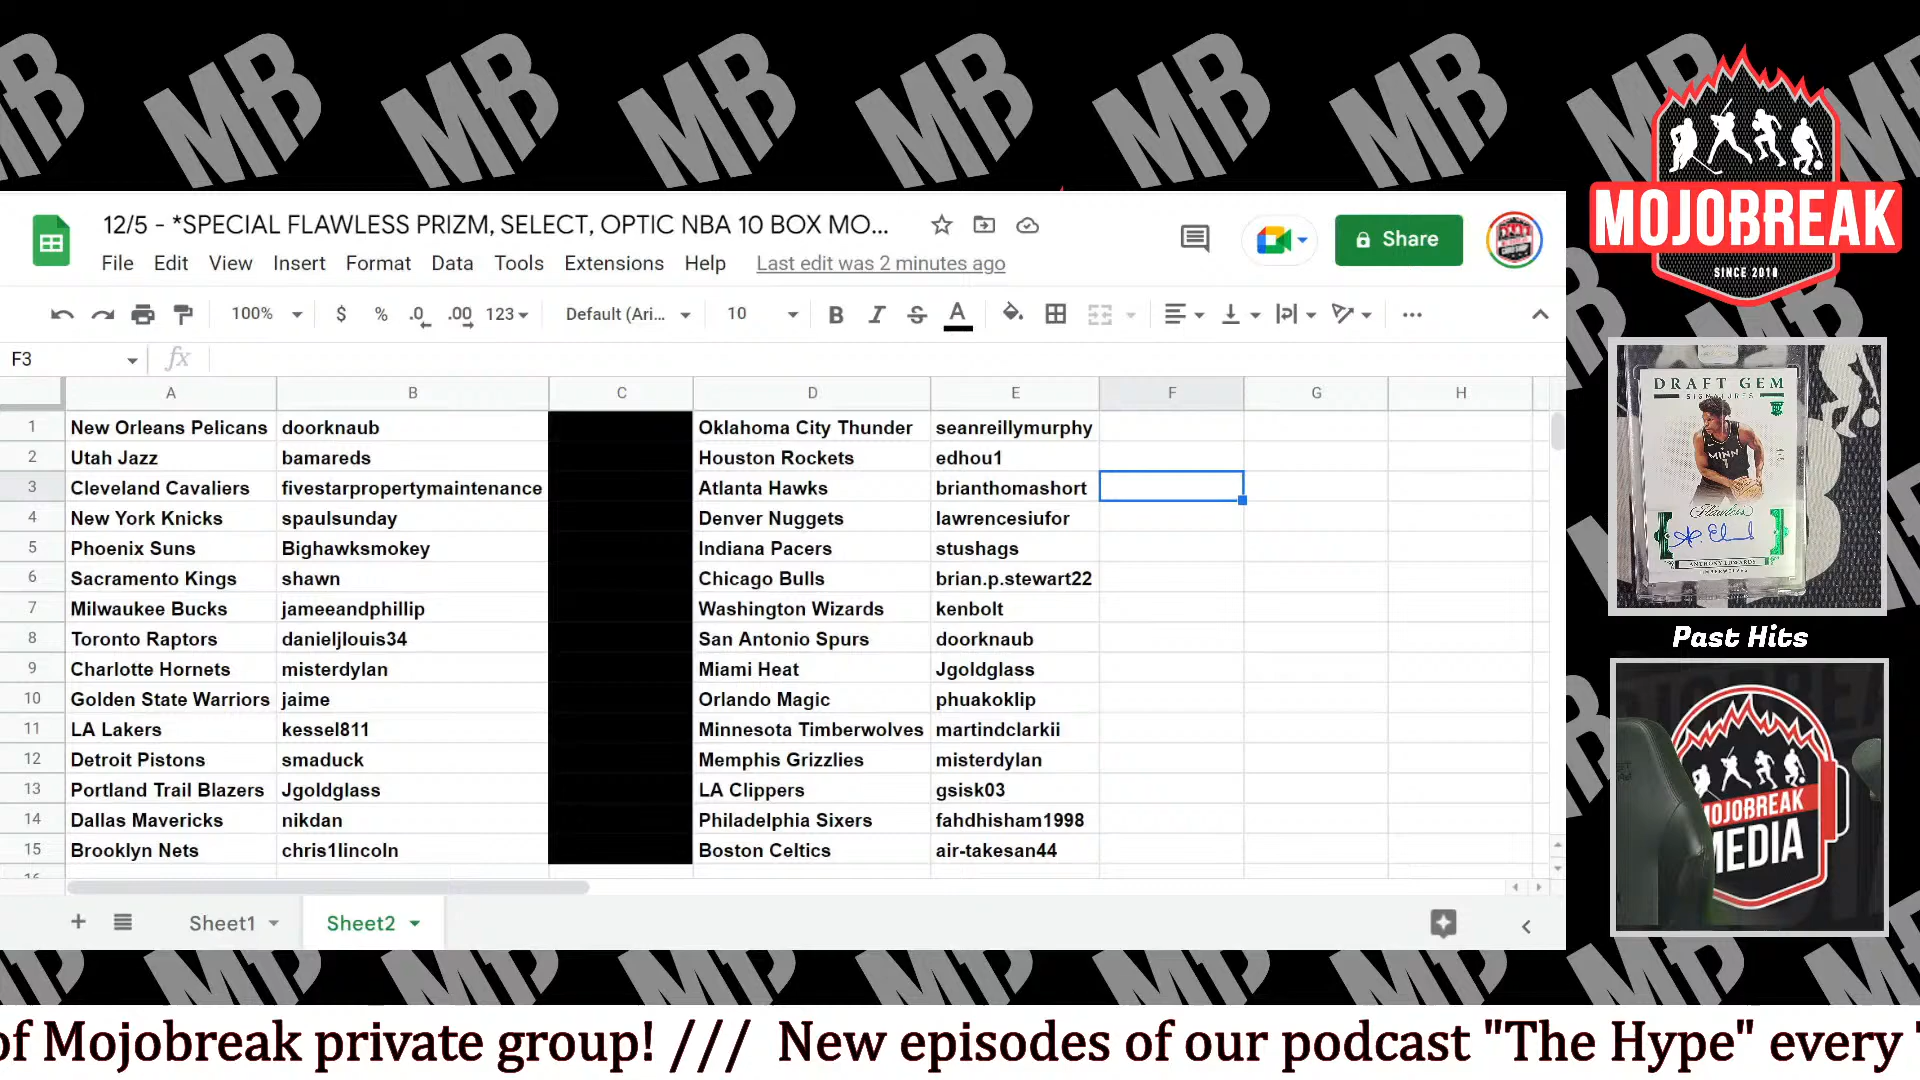 12/5 - *SPECIAL FLAWLESS PRIZM, SELECT, OPTIC NBA 10 BOX MO...
Share
File Edit View Insert Format Data Tools Extensions Help Last edit was 2 minutes ago
100% $ % .0 .00 123 Default (Ari... 10 B I S A
F3 fx
A B C D E F G H
1 New Orleans Pelicans doorknaub Oklahoma City Thunder seanreillymurphy
2 Utah Jazz bamareds Houston Rockets edhou1
3 Cleveland Cavaliers fivestarpropertymaintenance Atlanta Hawks brianthomashort
4 New York Knicks spaulsunday Denver Nuggets lawrencesiufor
5 Phoenix Suns Bighawksmokey Indiana Pacers stushags
6 Sacramento Kings shawn Chicago Bulls brian.p.stewart22
7 Milwaukee Bucks jameeandphillip Washington Wizards kenbolt
8 Toronto Raptors danieljlouis34 San Antonio Spurs doorknaub
9 Charlotte Hornets misterdylan Miami Heat Jgoldglass
10 Golden State Warriors jaime Orlando Magic phuakoklip
11 LA Lakers kessel811 Minnesota Timberwolves martindclarkii
12 Detroit Pistons smaduck Memphis Grizzlies misterdylan
13 Portland Trail Blazers Jgoldglass LA Clippers gsisk03
14 Dallas Mavericks nikdan Philadelphia Sixers fahdhisham1998
15 Brooklyn Nets chris1lincoln Boston Celtics air-takesan44
Sheet1 Sheet2
MOJOBREAK
SINCE 2010
DRAFT GEM
SIGNATURES
MINN
1
Flawless
ANTHONY EDWARDS
Past Hits
MOJOBREAK
MEDIA
of Mojobreak private group! /// New episodes of our podcast "The Hype" every